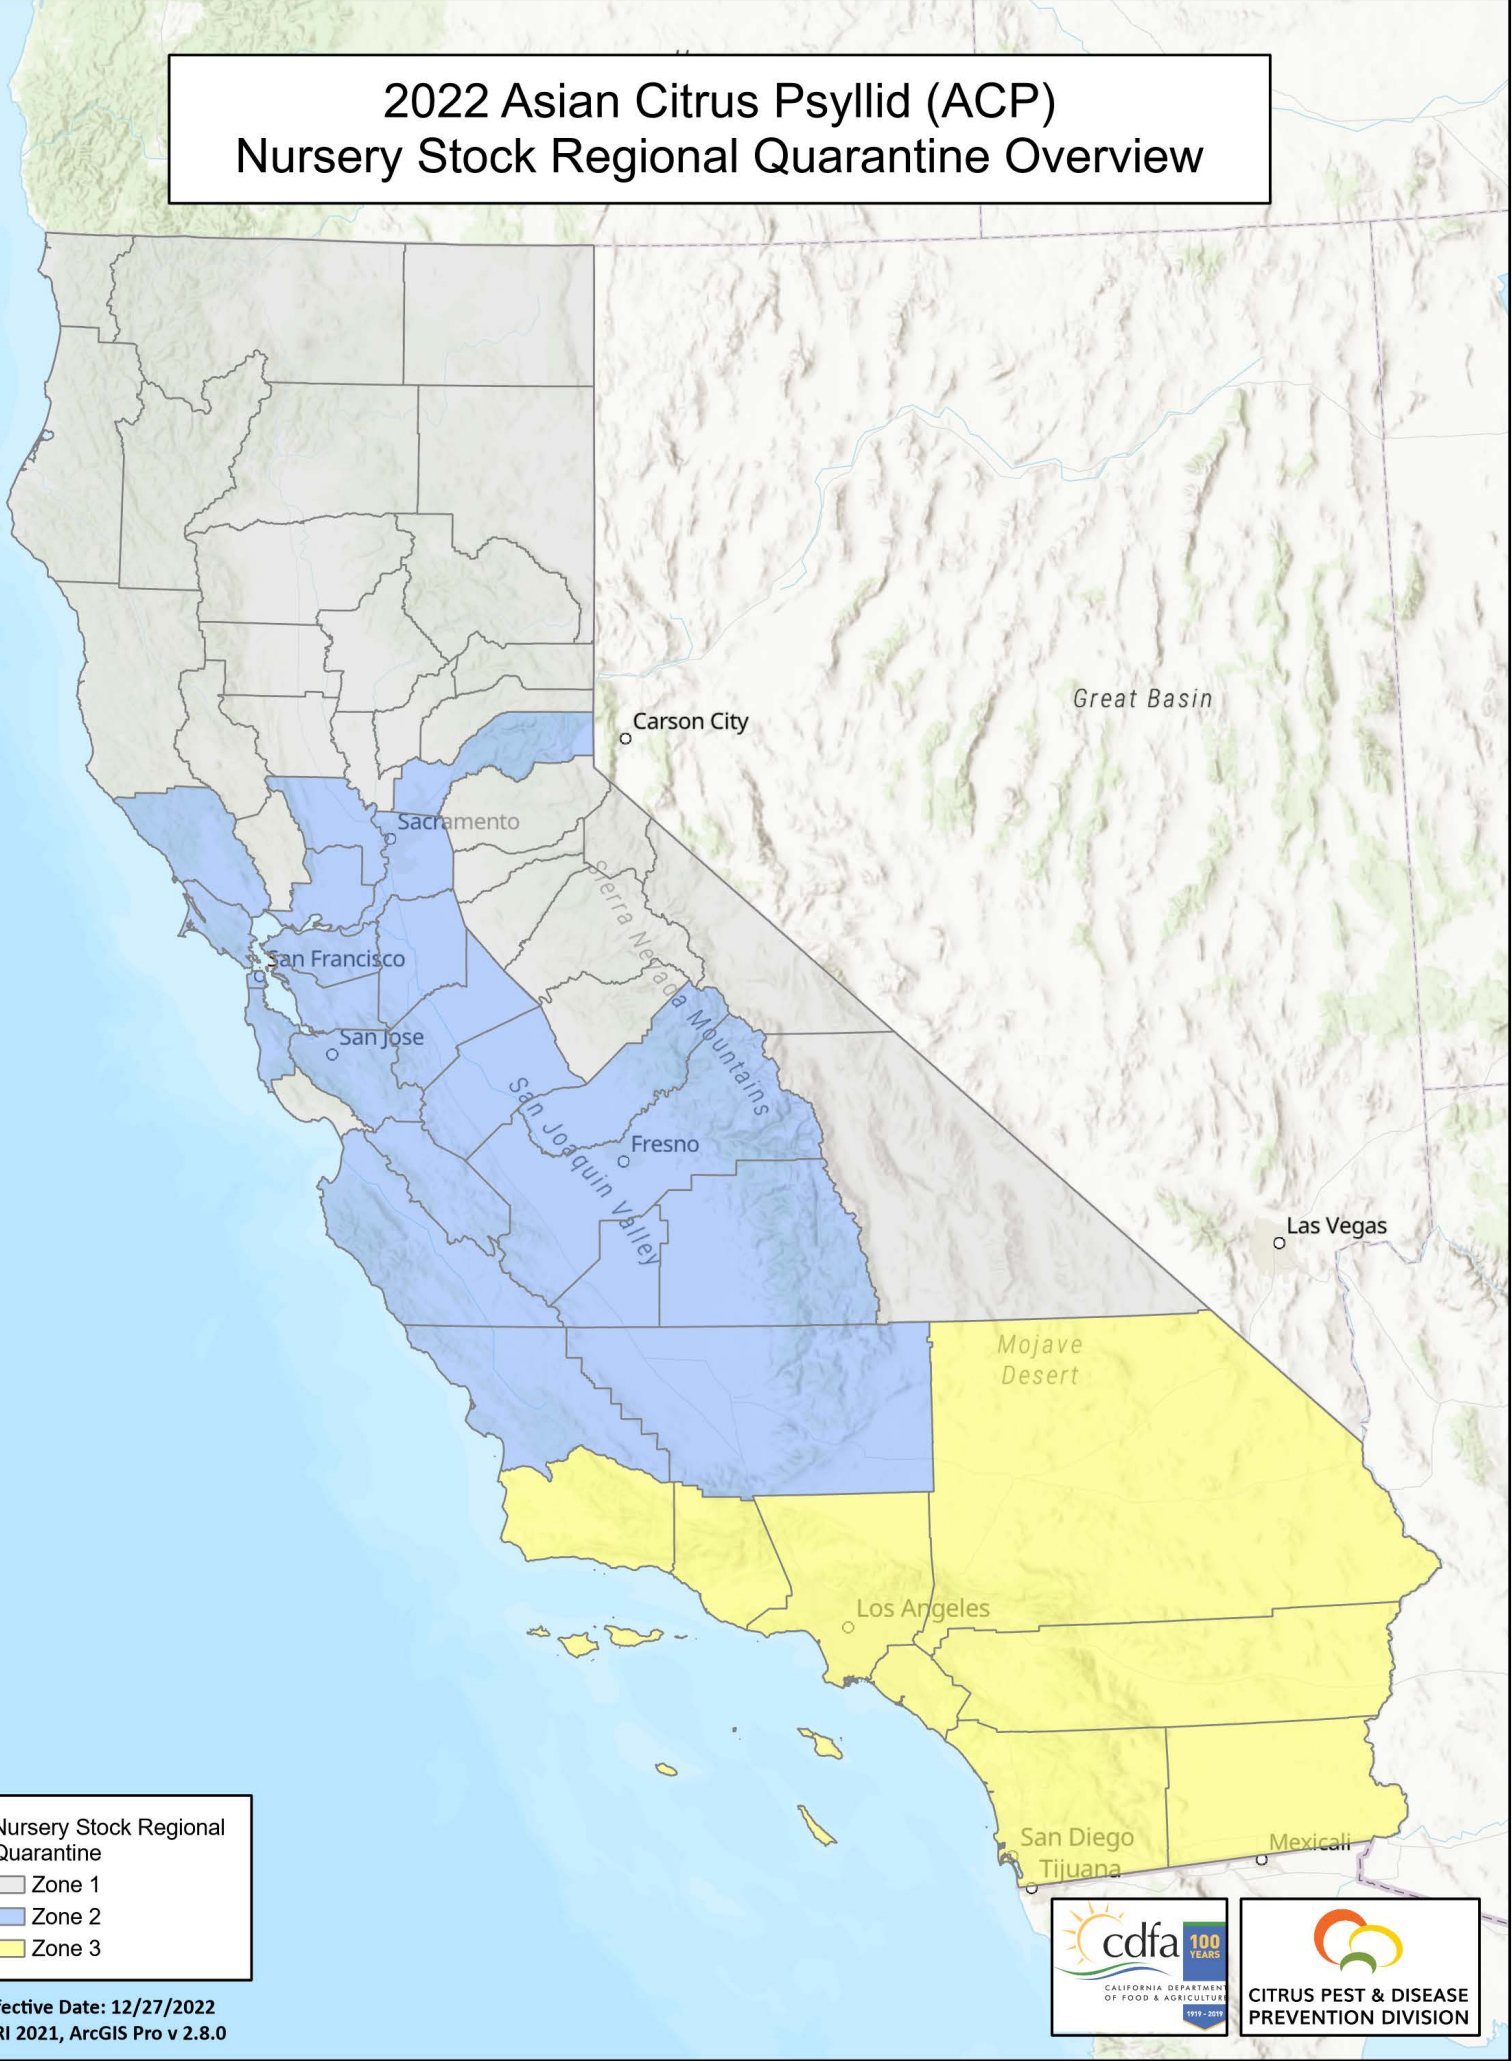 2022 Asian Citrus Psyllid (ACP)
Nursery Stock Regional Quarantine Overview
Great Basin
Carson City
Sacramento
Sierra Nevada Mountains
San Francisco
San Jose
San Joaquin Valley
Fresno
Las Vegas
Mojave
Desert
Los Angeles
San Diego
Tijuana
Mexicali
Nursery Stock Regional
Quarantine
Zone 1
Zone 2
Zone 3
fective Date: 12/27/2022
RI 2021, ArcGIS Pro v 2.8.0
cdfa
100
YEARS
CALIFORNIA DEPARTMENT
OF FOOD & AGRICULTURE
1919 - 2019
CITRUS PEST & DISEASE
PREVENTION DIVISION